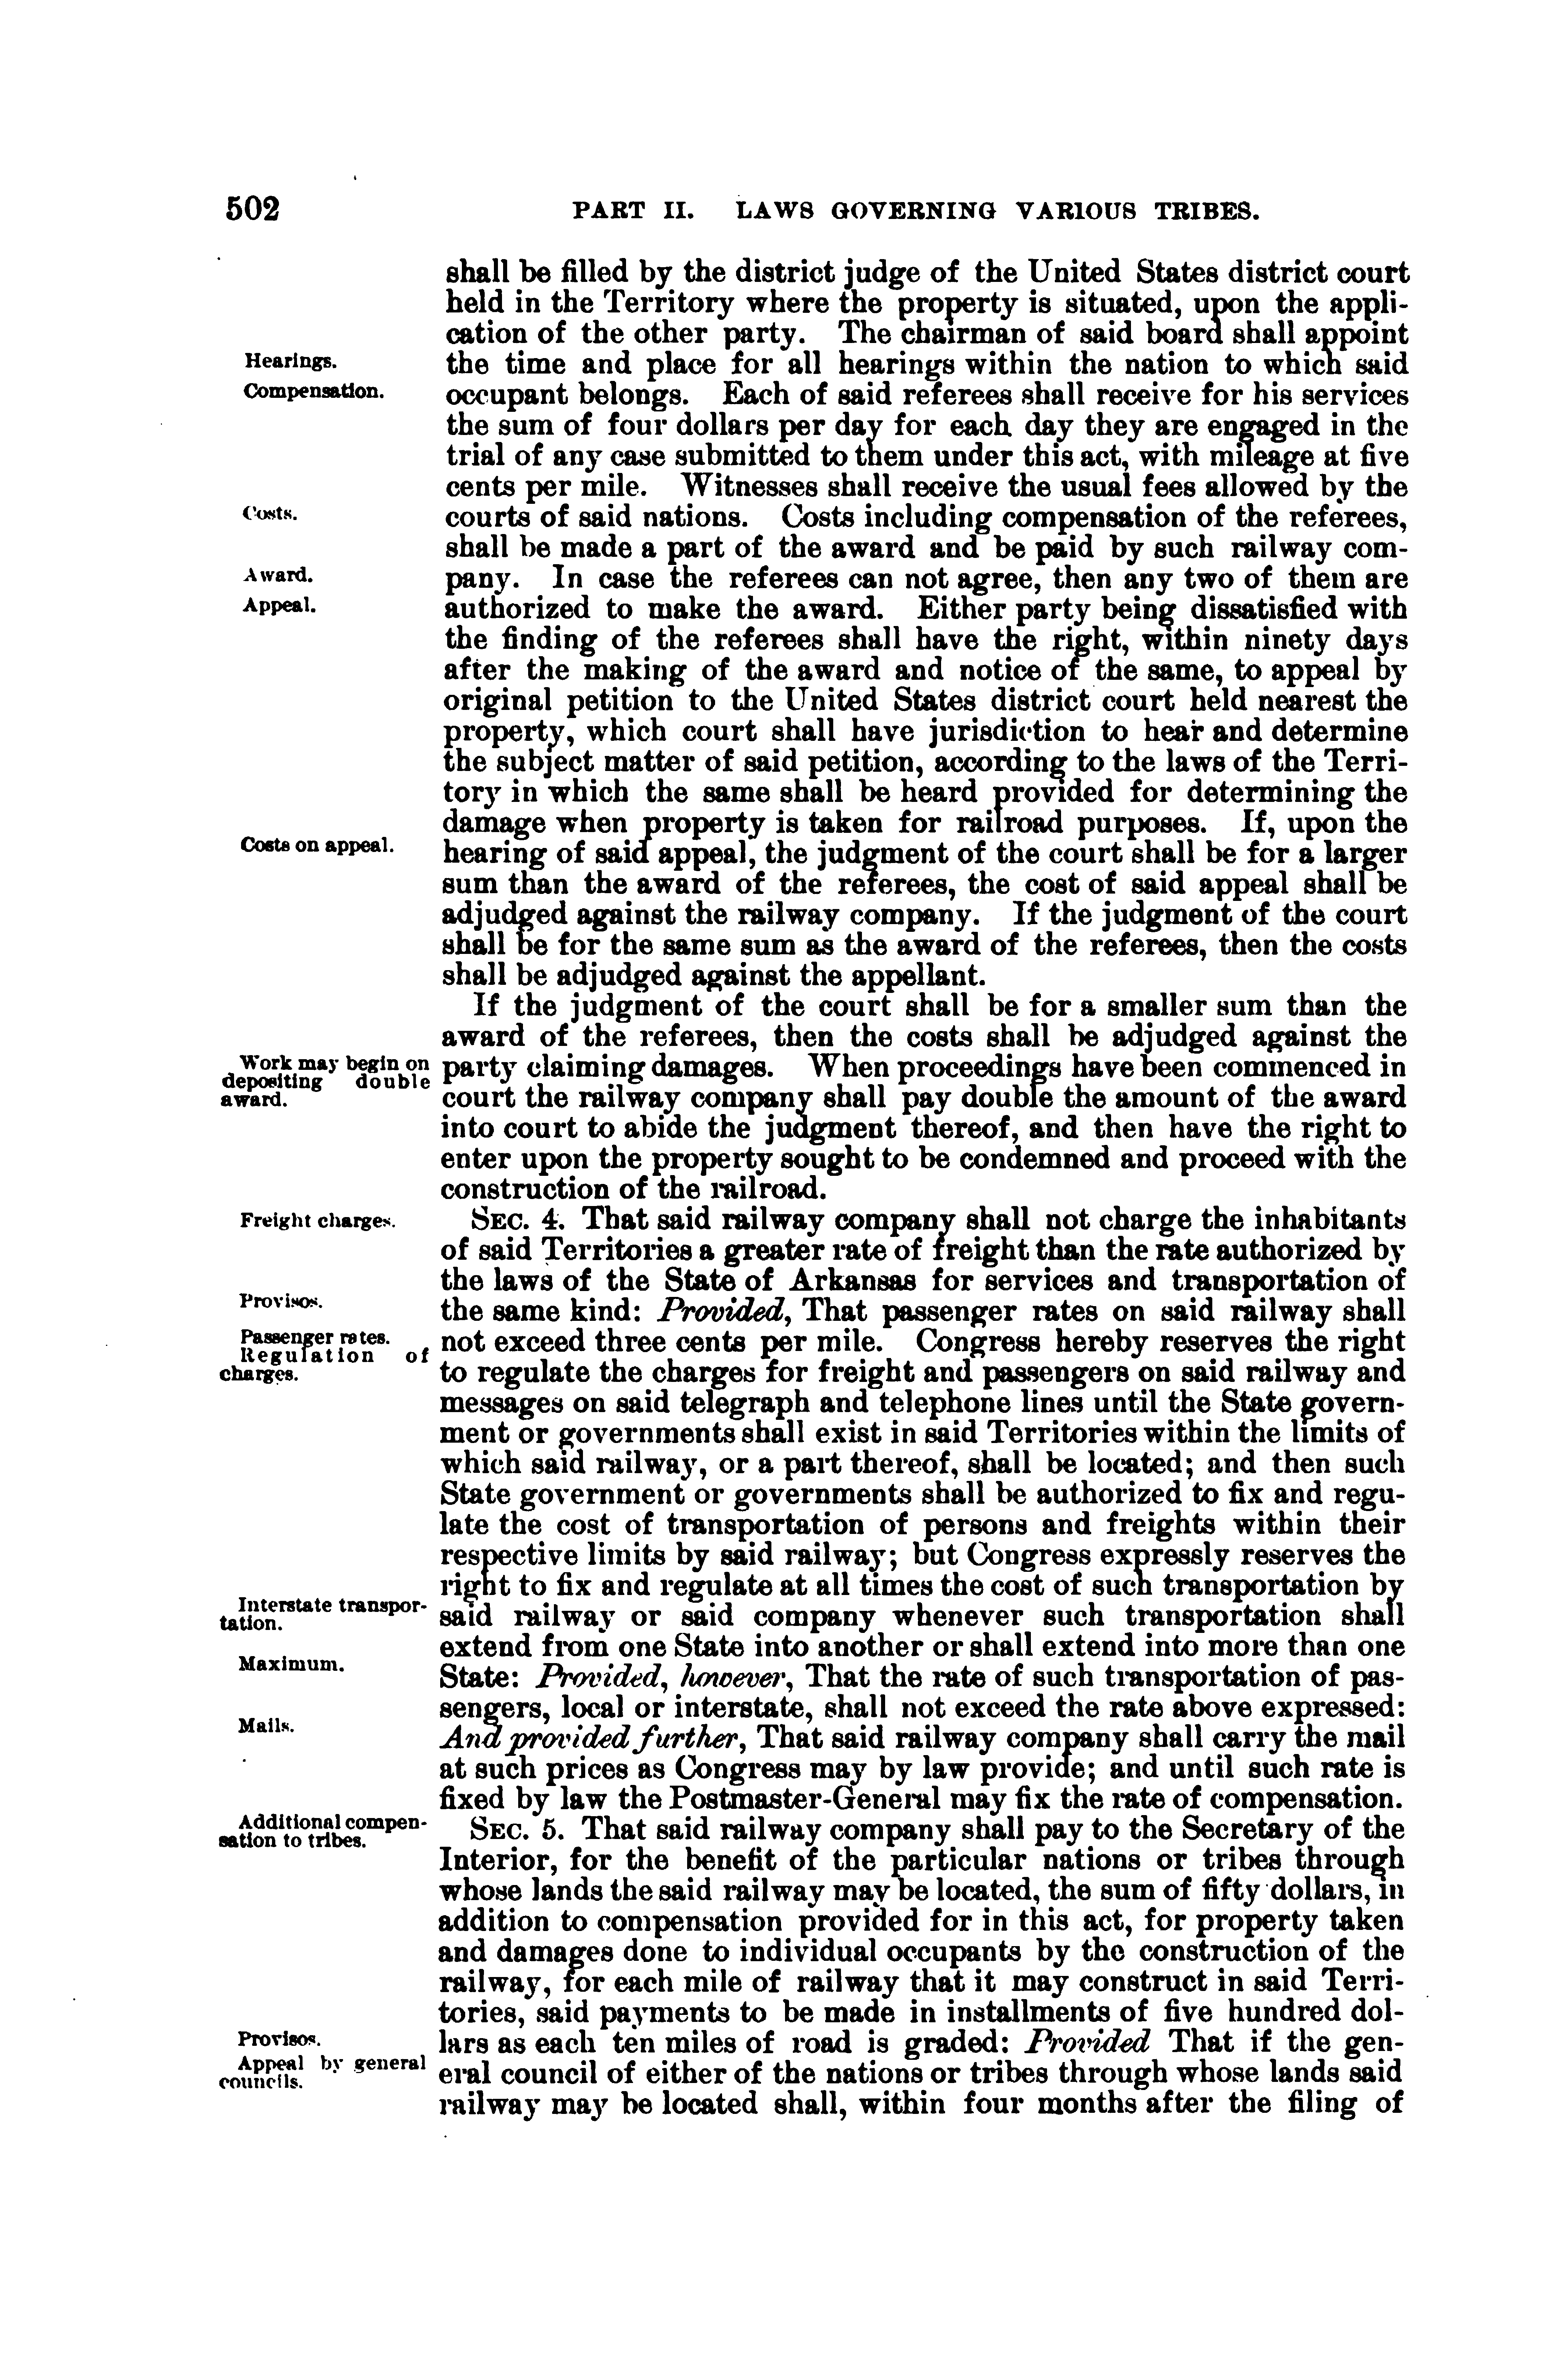 502
PART II. LAWS GOVERNING VARIOUS TRIBES.
shall be filled by the district judge of the United States district court
held in the Territory where the property is situated, upon the appli-
cation of the other party. The chairman of said board shall appoint
Hearings.
the time and place for all hearings within the nation to which said
Compensation.
occupant belongs. Each of said referees shall receive for his services
the sum of four dollars per day for each day they are engaged in the
trial of any case submitted to them under this act, with mileage at five
cents per mile. Witnesses shall receive the usual fees allowed by the
Costs.
courts of said nations. Costs including compensation of the referees,
shall be made a part of the award and be paid by such railway com-
Award.
pany. In case the referees can not agree, then any two of them are
Appeal.
authorized to make the award. Either party being dissatisfied with
the finding of the referees shall have the right, within ninety days
after the making of the award and notice of the same, to appeal by
original petition to the United States district court held nearest the
property, which court shall have jurisdiction to hear and determine
the subject matter of said petition, according to the laws of the Terri-
tory in which the same shall be heard provided for determining the
damage when property is taken for railroad purposes. If, upon the
Costs on appeal.
hearing of said appeal, the judgment of the court shall be for a larger
sum than the award of the referees, the cost of said appeal shall be
adjudged against the railway company. If the judgment of the court
shall be for the same sum as the award of the referees, then the costs
shall be adjudged against the appellant.
If the judgment of the court shall be for a smaller sum than the
award of the referees, then the costs shall be adjudged against the
Work may begin on
depositing double
award.
party claiming damages. When proceedings have been commenced in
court the railway company shall pay double the amount of the award
into court to abide the judgment thereof, and then have the right to
enter upon the property sought to be condemned and proceed with the
construction of the railroad.
Freight charges.
SEC. 4. That said railway company shall not charge the inhabitants
of said Territories a greater rate of freight than the rate authorized by
the laws of the State of Arkansas for services and transportation of
Provisos.
the same kind: Provided, That passenger rates on said railway shall
Passenger rates.
Regulation of
charges.
not exceed three cents per mile. Congress hereby reserves the right
to regulate the charges for freight and passengers on said railway and
messages on said telegraph and telephone lines until the State govern-
ment or governments shall exist in said Territories within the limits of
which said railway, or a part thereof, shall be located; and then such
State government or governments shall be authorized to fix and regu-
late the cost of transportation of persons and freights within their
respective limits by said railway; but Congress expressly reserves the
right to fix and regulate at all times the cost of such transportation by
Interstate transpor-
tation.
said railway or said company whenever such transportation shall
extend from one State into another or shall extend into more than one
Maximum.
State: Provided, however, That the rate of such transportation of pas-
sengers, local or interstate, shall not exceed the rate above expressed:
Mails.
And provided further, That said railway company shall carry the mail
at such prices as Congress may by law provide; and until such rate is
fixed by law the Postmaster-General may fix the rate of compensation.
Additional compen-
sation to tribes.
SEC. 5. That said railway company shall pay to the Secretary of the
Interior, for the benefit of the particular nations or tribes through
whose lands the said railway may be located, the sum of fifty dollars, in
addition to compensation provided for in this act, for property taken
and damages done to individual occupants by the construction of the
railway, for each mile of railway that it may construct in said Terri-
tories, said payments to be made in installments of five hundred dol-
Provisos.
lars as each ten miles of road is graded: Provided That if the gen-
Appeal by general
councils.
eral council of either of the nations or tribes through whose lands said
railway may be located shall, within four months after the filing of